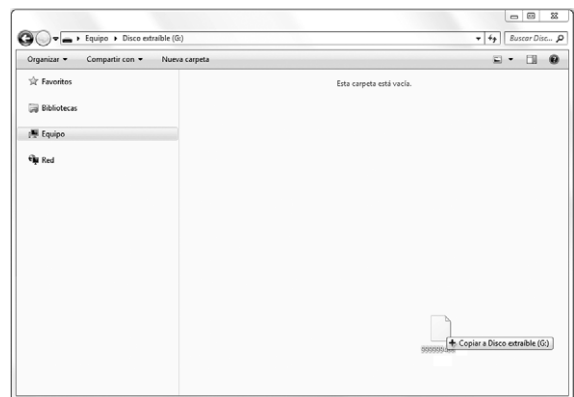 Equipo ▸ Disco extraíble (G:)
Buscar Disc...
Organizar ▾ Compartir con ▾ Nueva carpeta
Favoritos
Esta carpeta está vacía.
Bibliotecas
Equipo
Red
Copiar a Disco extraíble (G:)